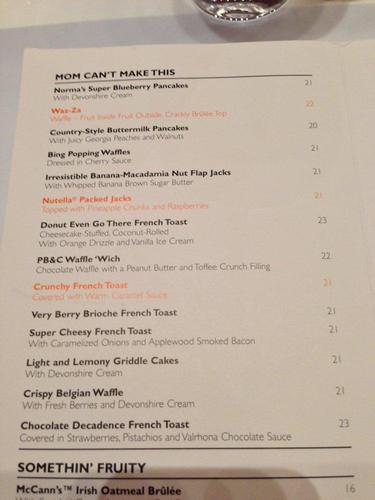 MOM CAN'T MAKE THIS
Norma's Super Blueberry Pancakes 21
With Devonshire Cream
Waz-Za 22
Waffle – Fruit Inside Fruit Outside, Crackly Brûlée Top
Country-Style Buttermilk Pancakes 20
With Juicy Georgia Peaches and Walnuts
Bing Popping Waffles 21
Dressed in Cherry Sauce
Irresistible Banana-Macadamia Nut Flap Jacks 21
With Whipped Banana Brown Sugar Butter
Nutella® Packed Jacks 21
Topped with Pineapple Chunks and Raspberries
Donut Even Go There French Toast 23
Cheesecake-Stuffed, Coconut-Rolled
With Orange Drizzle and Vanilla Ice Cream
PB&C Waffle 'Wich 22
Chocolate Waffle with a Peanut Butter and Toffee Crunch Filling
Crunchy French Toast 21
Covered with Warm Caramel Sauce
Very Berry Brioche French Toast 21
Super Cheesy French Toast 21
With Caramelized Onions and Applewood Smoked Bacon
Light and Lemony Griddle Cakes 21
With Devonshire Cream
Crispy Belgian Waffle 21
With Fresh Berries and Devonshire Cream
Chocolate Decadence French Toast 23
Covered in Strawberries, Pistachios and Valrhona Chocolate Sauce
SOMETHIN' FRUITY
McCann's™ Irish Oatmeal Brûlée 16